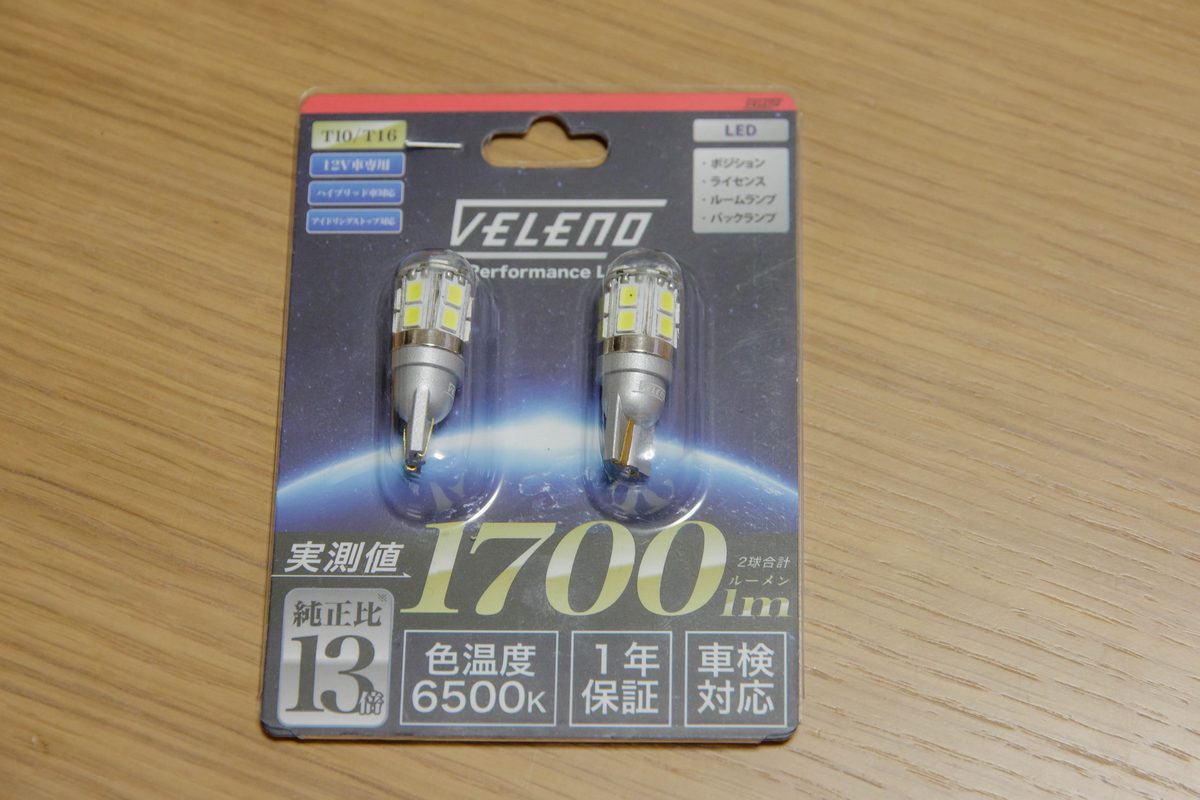 T10/T16
12V車専用
ハイブリッド車対応
アイドリングストップ対応
LED
・ポジション
・ライセンス
・ルームランプ
・バックランプ
VELENO
Performance
実測値
1700
2球合計
ルーメン
lm
純正比※
13倍
色温度
6500K
1年
保証
車検
対応